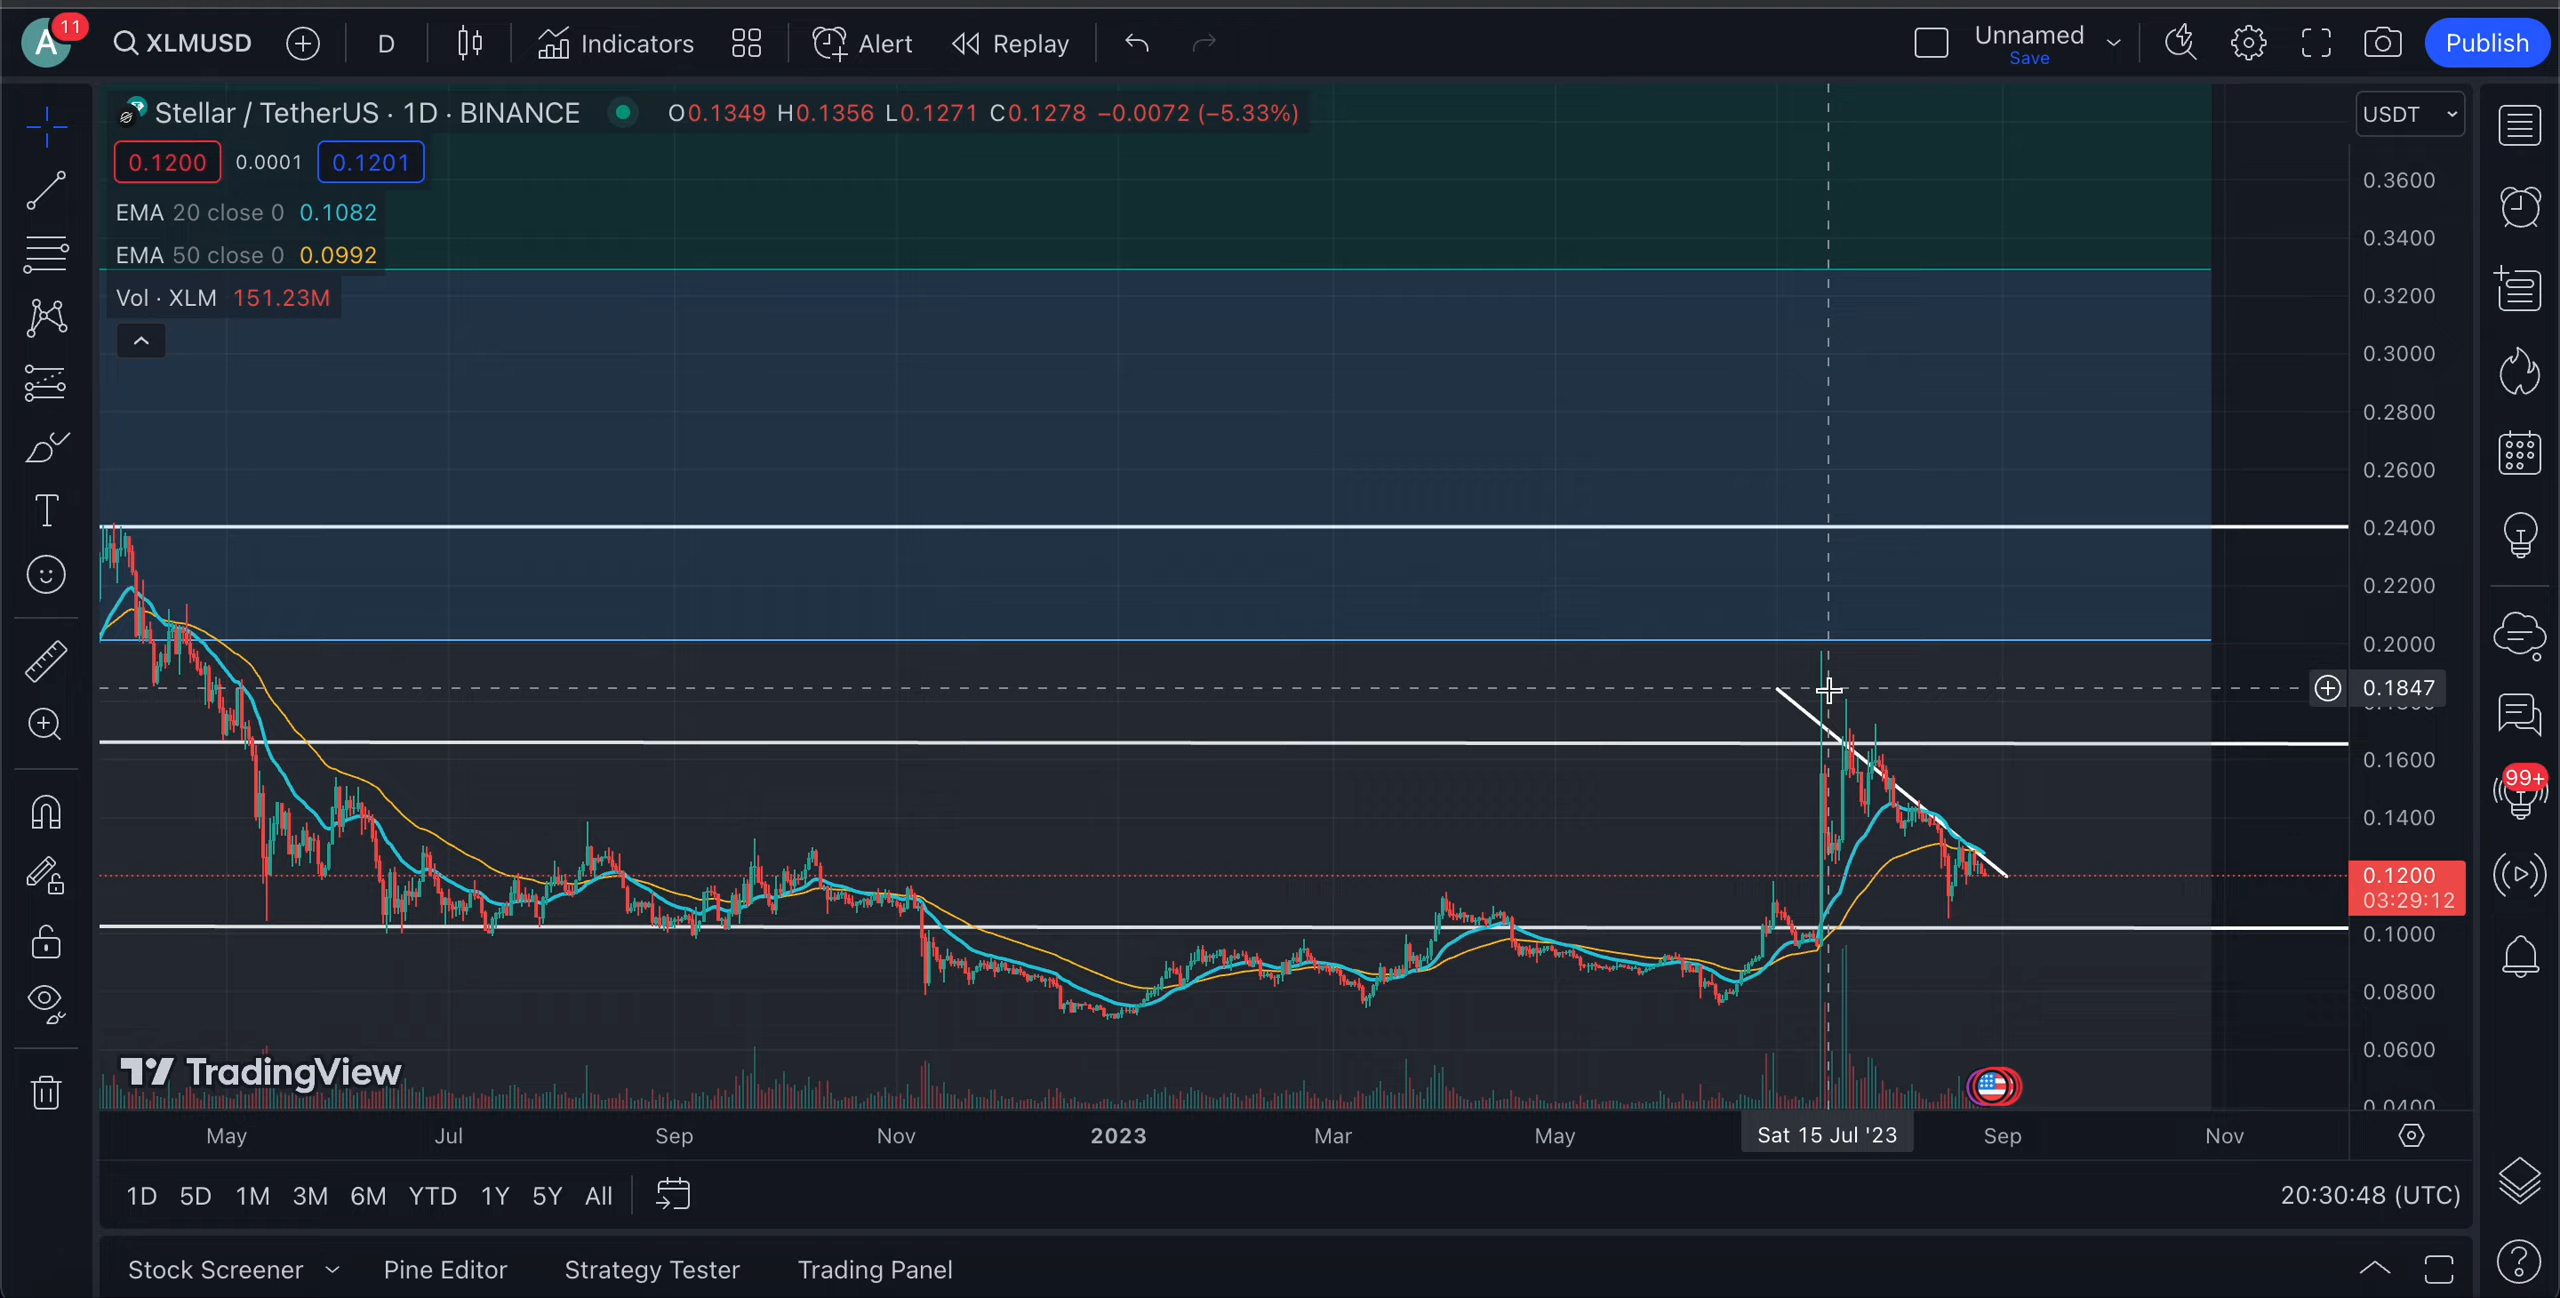 A 11 XLMUSD D Indicators Alert Replay Unnamed Save Publish
Stellar / TetherUS · 1D · BINANCE O0.1349 H0.1356 L0.1271 C0.1278 −0.0072 (−5.33%) USDT
0.1200 0.0001 0.1201
EMA 20 close 0 0.1082
EMA 50 close 0 0.0992
Vol · XLM 151.23M
0.3600
0.3400
0.3200
0.3000
0.2800
0.2600
0.2400
0.2200
0.2000
0.1847
0.1800
0.1600
99+
0.1400
0.1200
03:29:12
0.1000
0.0800
0.0600
0.0400
TradingView
May Jul Sep Nov 2023 Mar May Sat 15 Jul '23 Sep Nov
1D 5D 1M 3M 6M YTD 1Y 5Y All 20:30:48 (UTC)
Stock Screener Pine Editor Strategy Tester Trading Panel